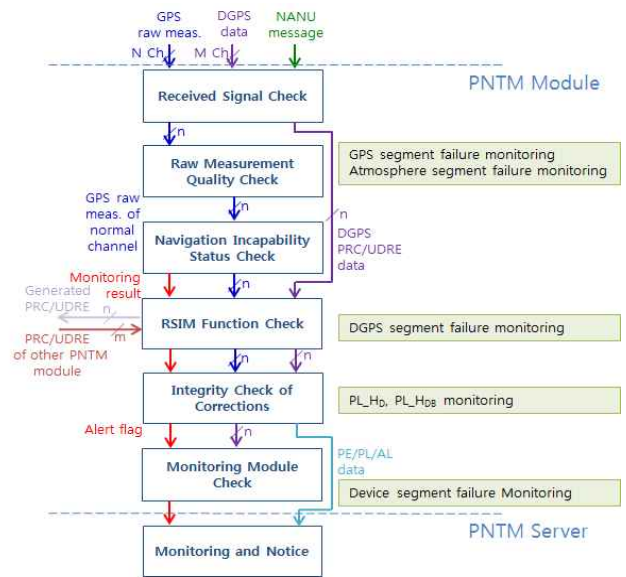 GPS
raw meas.
DGPS
data
NANU
message
N Ch
M Ch
PNTM Module
Received Signal Check
n
Raw Measurement
Quality Check
GPS segment failure monitoring
Atmosphere segment failure monitoring
GPS raw
meas. of
normal
channel
n
n
DGPS
PRC/UDRE
data
Navigation Incapability
Status Check
Monitoring
result
Generated
PRC/UDRE
n
RSIM Function Check
DGPS segment failure monitoring
PRC/UDRE
of other PNTM
module
m
n
n
Integrity Check of
Corrections
PL_HD, PL_HDB monitoring
Alert flag
n
PE/PL/AL
data
Monitoring Module
Check
Device segment failure Monitoring
PNTM Server
Monitoring and Notice